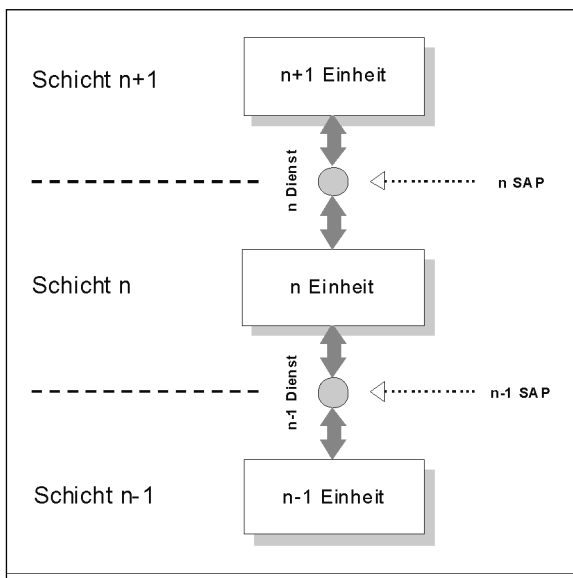 n+1 Einheit
Schicht n+1
n Dienst
n SAP
Schicht n
n Einheit
n-1 Dienst
n-1 SAP
Schicht n-1
n-1 Einheit